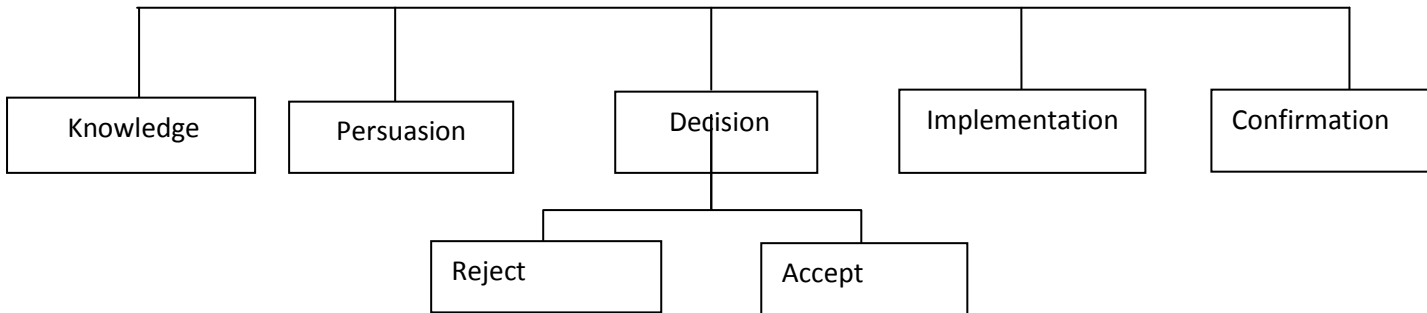 Knowledge
Persuasion
Decision
Implementation
Confirmation
Reject
Accept